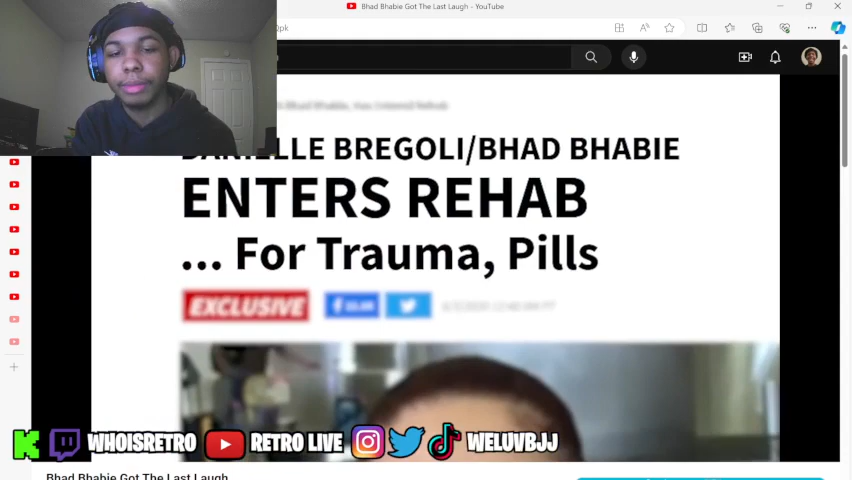 Bhad Bhabie Got The Last Laugh - YouTube
DANIELLE BREGOLI/BHAD BHABIE
ENTERS REHAB
... For Trauma, Pills
EXCLUSIVE
WHOISRETRO
RETRO LIVE
WELUVBJJ
Bhad Bhabie Got The Last Laugh